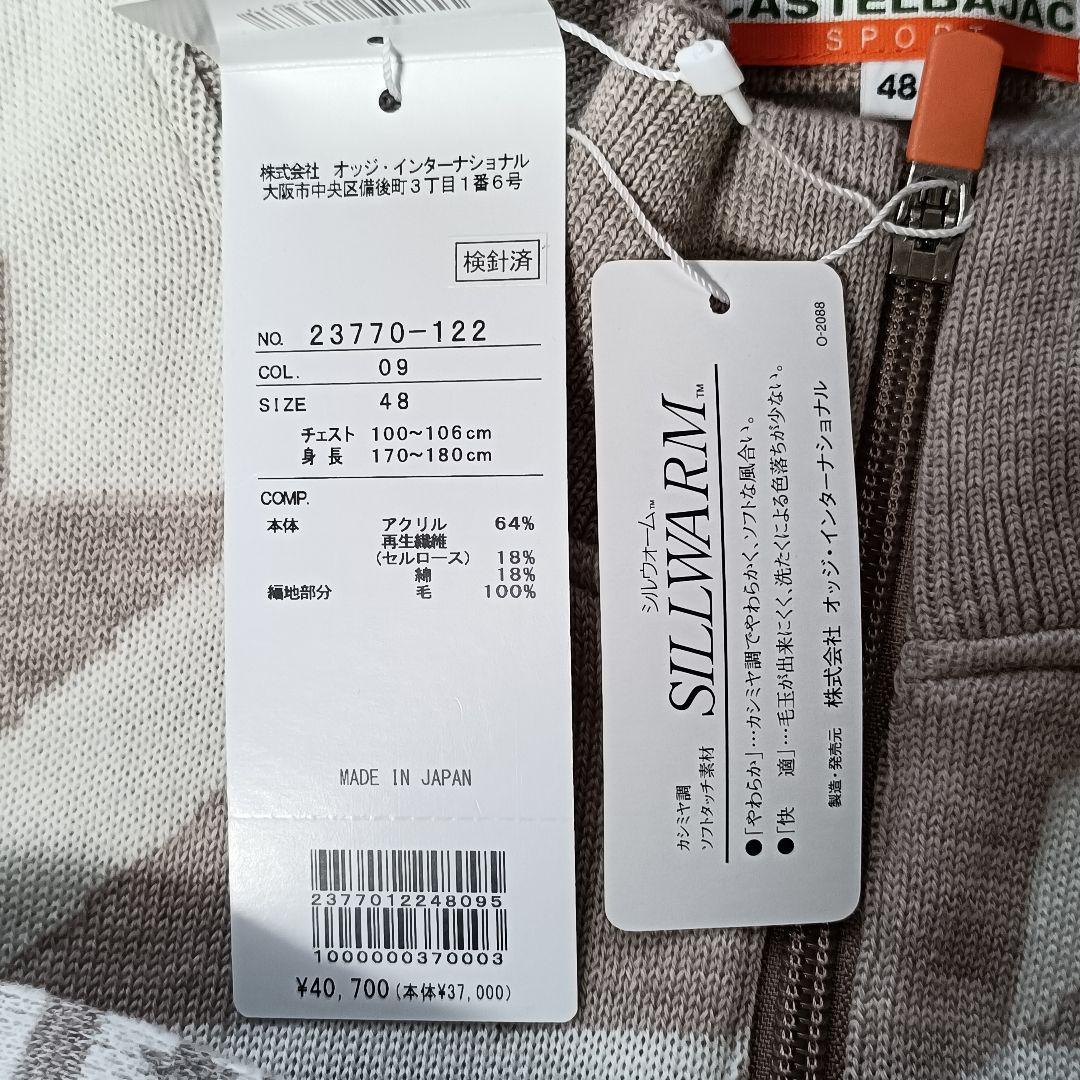 CASTELBAJAC
SPORT
48
株式会社 オッジ・インターナショナル
大阪市中央区備後町3丁目1番6号
検針済
NO. 23770-122
COL. 09
SIZE 48
チェスト 100~106cm
身長 170~180cm
COMP.
本体 アクリル 64%
再生繊維
(セルロース) 18%
綿 18%
編地部分 毛 100%
MADE IN JAPAN
2377012248095
1000000370003
¥40,700(本体¥37,000)
カシミヤ調
ソフトタッチ素材
シルウォーム™
SILLWARM™
●「やわらか」…カシミヤ調でやわらかく、ソフトな風合い。
●「快 適」…毛玉が出来にくく、洗たくによる色落ちが少ない。
製造・発売元 株式会社 オッジ・インターナショナル O-2088